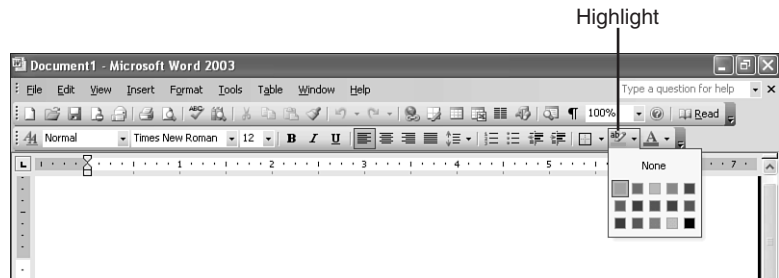 Highlight
Document1 - Microsoft Word 2003
File Edit View Insert Format Tools Table Window Help Type a question for help
100% Read
Normal Times New Roman 12 B I U A
1 2 3 4 5 7
None